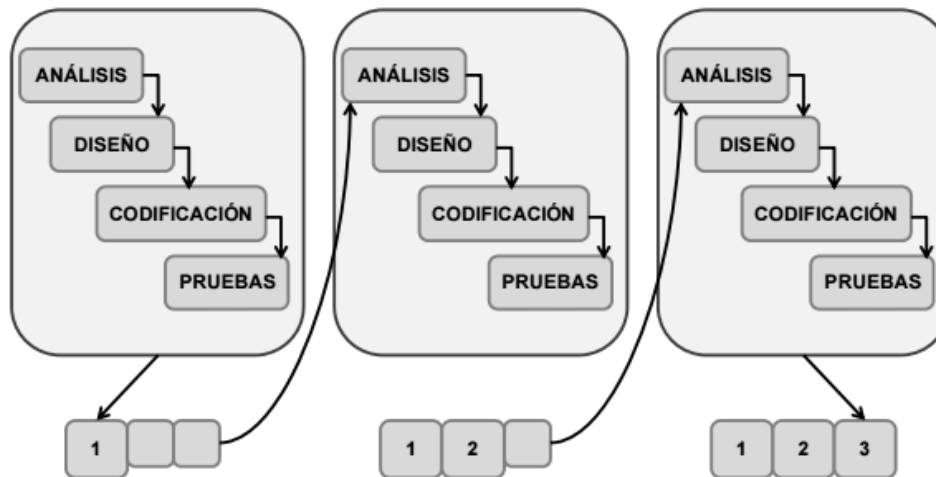 ANÁLISIS
DISEÑO
CODIFICACIÓN
PRUEBAS
1
ANÁLISIS
DISEÑO
CODIFICACIÓN
PRUEBAS
1 2
ANÁLISIS
DISEÑO
CODIFICACIÓN
PRUEBAS
1 2 3